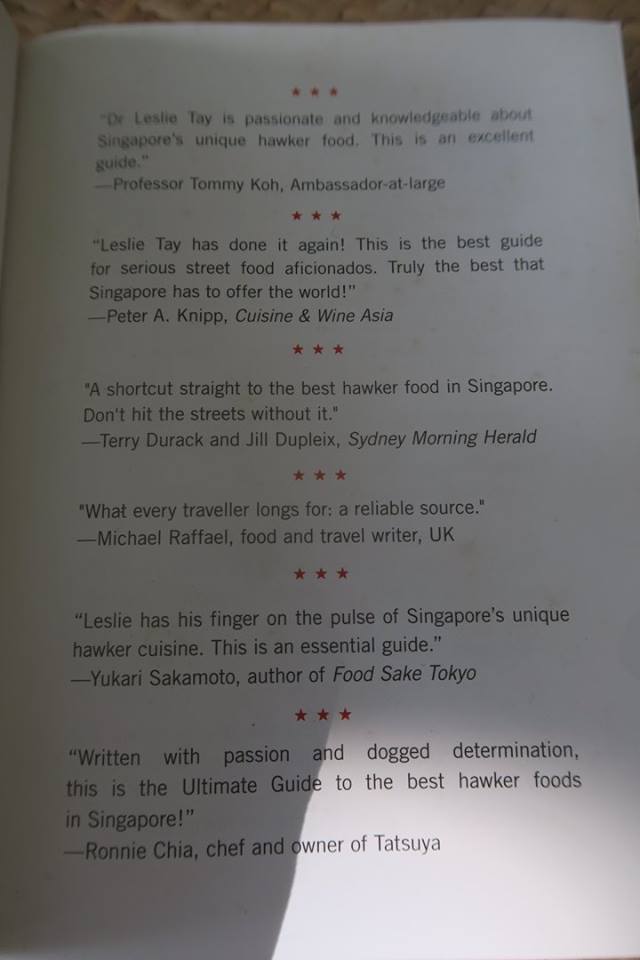 ★ ★ ★
"Dr Leslie Tay is passionate and knowledgeable about
Singapore's unique hawker food. This is an excellent
guide."
—Professor Tommy Koh, Ambassador-at-large
★ ★ ★
"Leslie Tay has done it again! This is the best guide
for serious street food aficionados. Truly the best that
Singapore has to offer the world!"
—Peter A. Knipp, Cuisine & Wine Asia
★ ★ ★
"A shortcut straight to the best hawker food in Singapore.
Don't hit the streets without it."
—Terry Durack and Jill Dupleix, Sydney Morning Herald
★ ★ ★
"What every traveller longs for: a reliable source."
—Michael Raffael, food and travel writer, UK
★ ★ ★
"Leslie has his finger on the pulse of Singapore's unique
hawker cuisine. This is an essential guide."
—Yukari Sakamoto, author of Food Sake Tokyo
★ ★ ★
"Written with passion and dogged determination,
this is the Ultimate Guide to the best hawker foods
in Singapore!"
—Ronnie Chia, chef and owner of Tatsuya